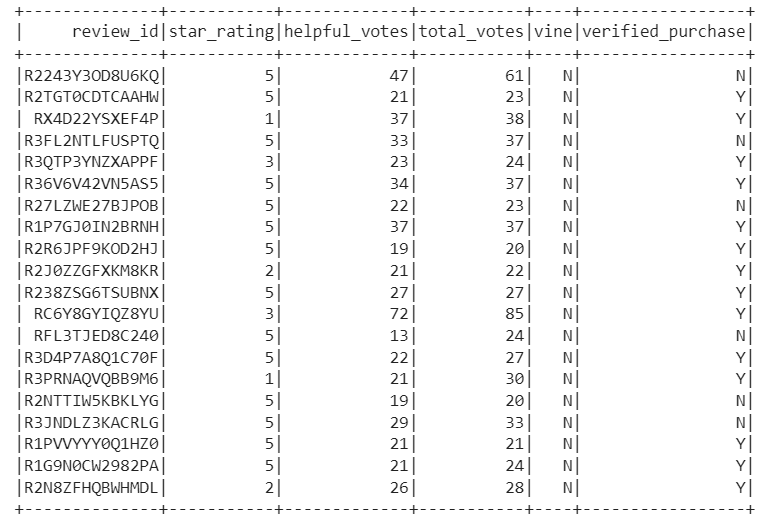 +--------------+-----------+-------------+-----------+----+-----------------+
|     review_id|star_rating|helpful_votes|total_votes|vine|verified_purchase|
+--------------+-----------+-------------+-----------+----+-----------------+
|R2243Y3OD8U6KQ|          5|           47|         61|   N|                N|
|R2TGT0CDTCAAHW|          5|           21|         23|   N|                Y|
| RX4D22YSXEF4P|          1|           37|         38|   N|                Y|
|R3FL2NTLFUSPTQ|          5|           33|         37|   N|                N|
|R3QTP3YNZXAPPF|          3|           23|         24|   N|                Y|
|R36V6V42VN5AS5|          5|           34|         37|   N|                Y|
|R27LZWE27BJPOB|          5|           22|         23|   N|                N|
|R1P7GJ0IN2BRNH|          5|           37|         37|   N|                Y|
|R2R6JPF9KOD2HJ|          5|           19|         20|   N|                Y|
|R2J0ZZGFXKM8KR|          2|           21|         22|   N|                Y|
|R238ZSG6TSUBNX|          5|           27|         27|   N|                Y|
| RC6Y8GYIQZ8YU|          3|           72|         85|   N|                Y|
| RFL3TJED8C240|          5|           13|         24|   N|                N|
|R3D4P7A8Q1C70F|          5|           22|         27|   N|                Y|
|R3PRNAQVQBB9M6|          1|           21|         30|   N|                Y|
|R2NTTIW5KBKLYG|          5|           19|         20|   N|                N|
|R3JNDLZ3KACRLG|          5|           29|         33|   N|                N|
|R1PVVYYY0Q1HZ0|          5|           21|         21|   N|                Y|
|R1G9N0CW2982PA|          5|           21|         24|   N|                Y|
|R2N8ZFHQBWHMDL|          2|           26|         28|   N|                Y|
+--------------+-----------+-------------+-----------+----+-----------------+